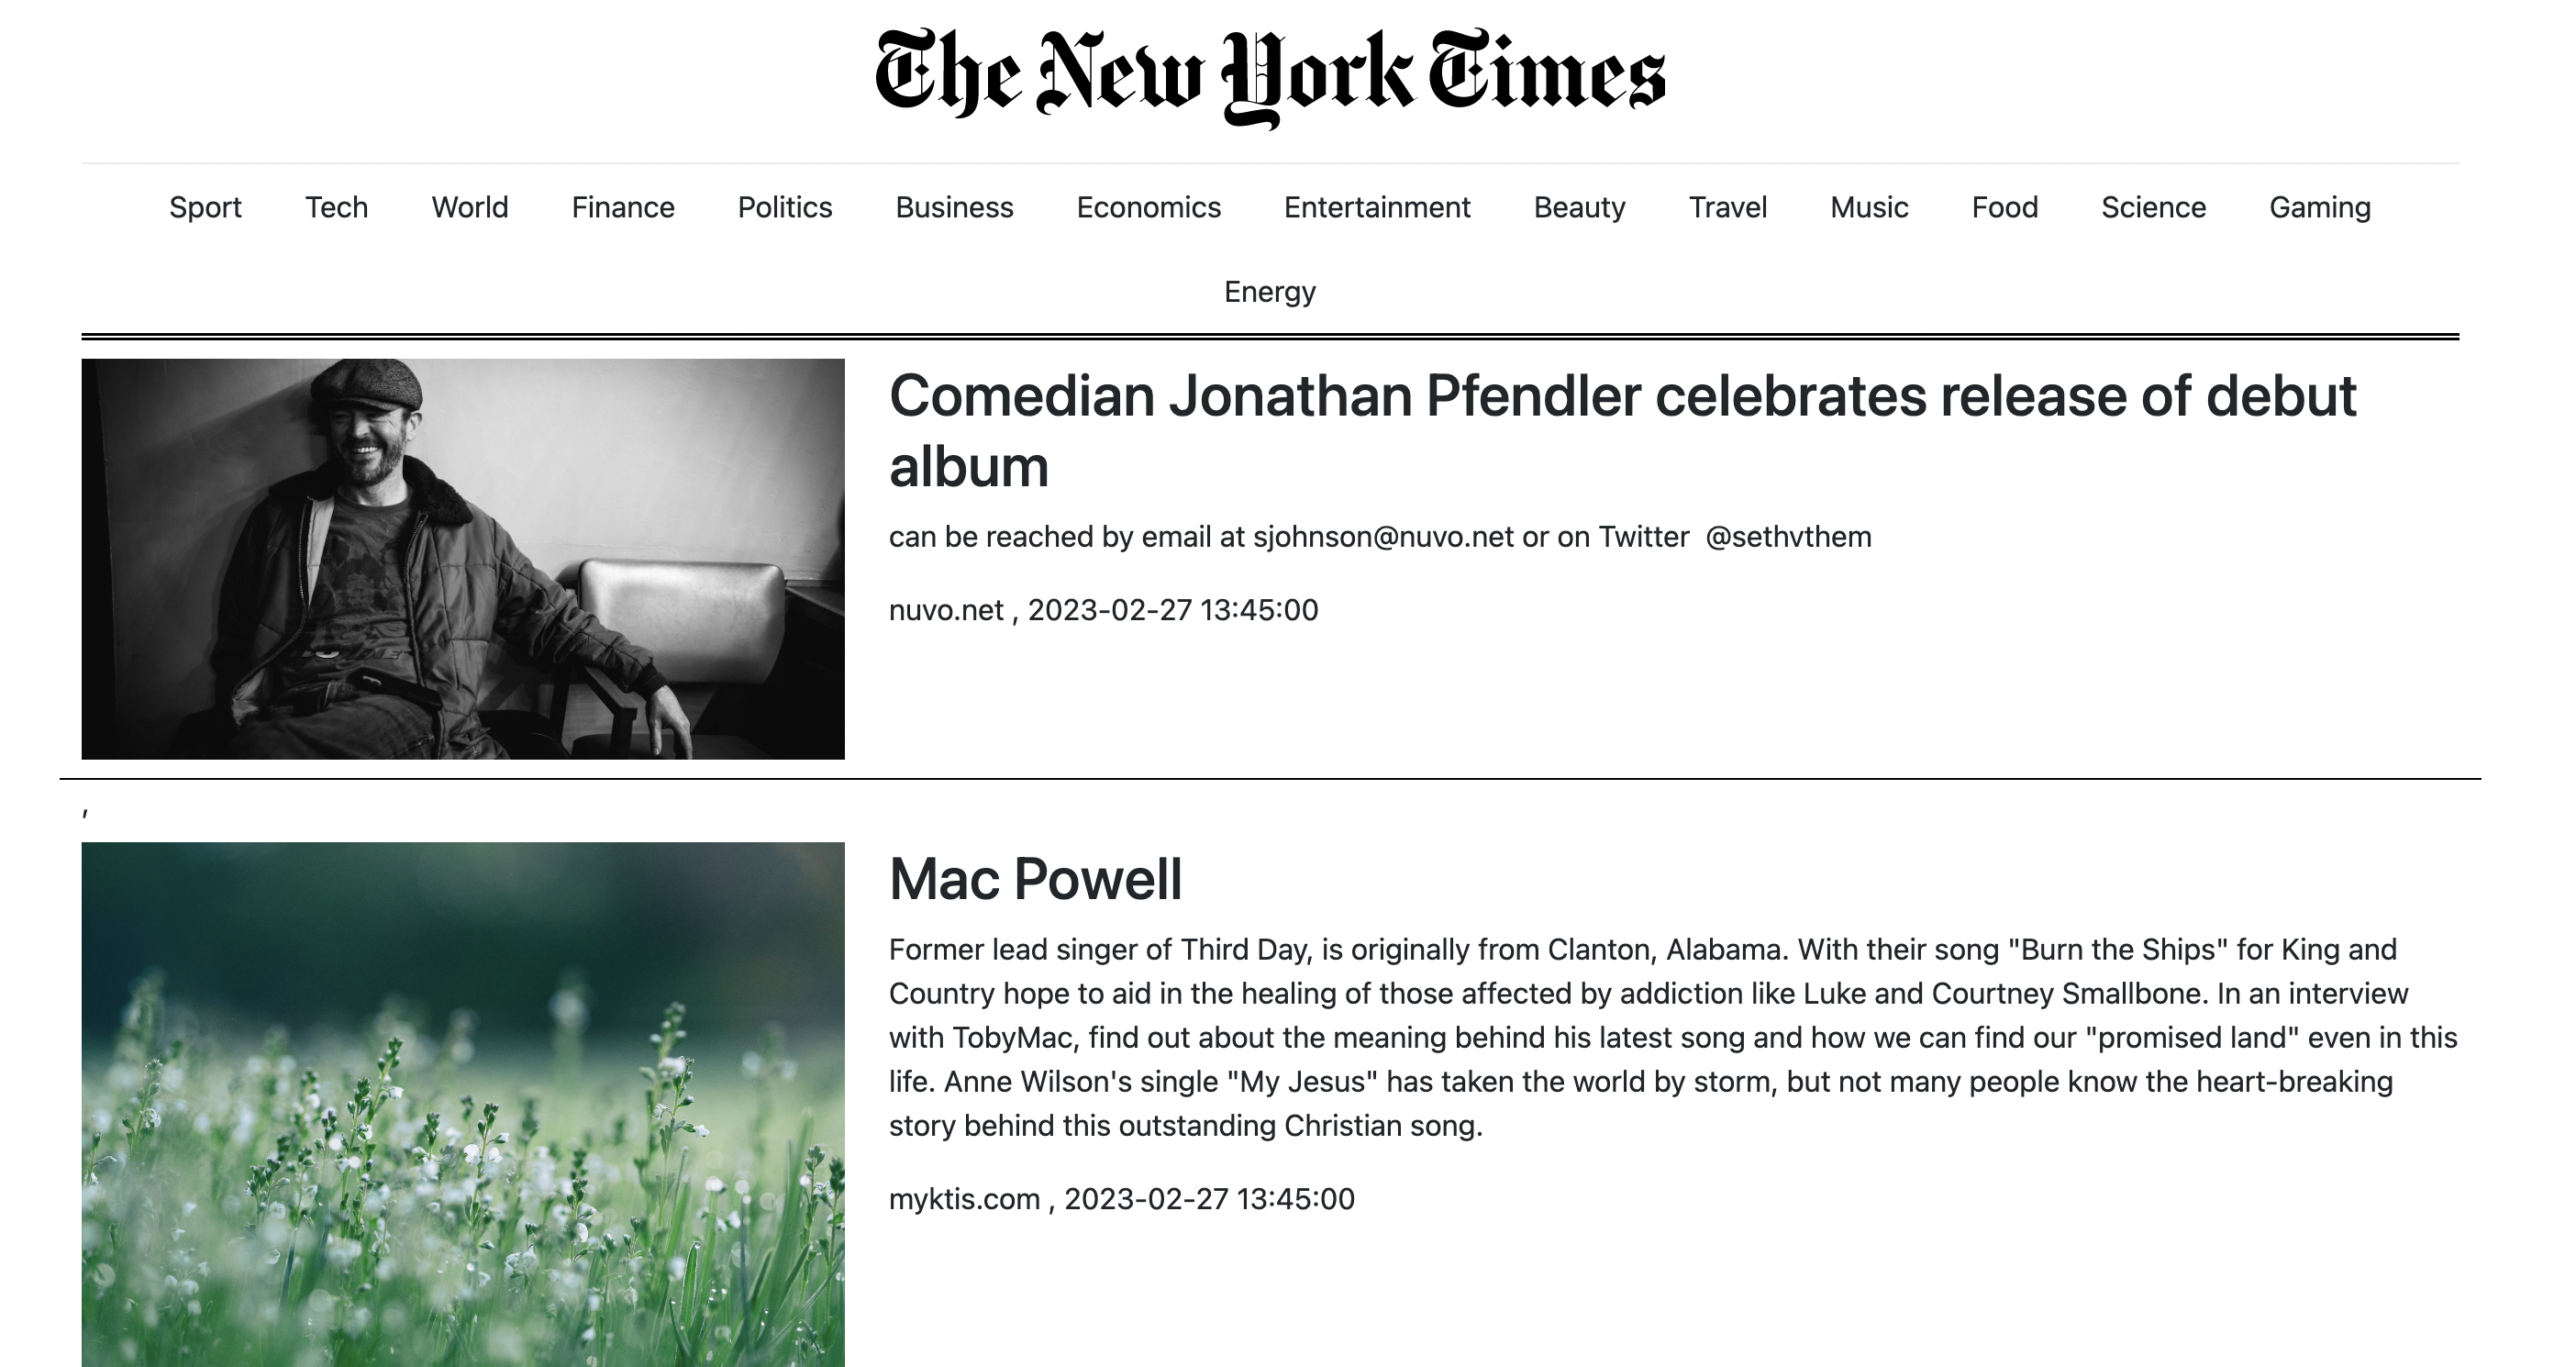 The New York Times
Sport Tech World Finance Politics Business Economics Entertainment Beauty Travel Music Food Science Gaming
Energy
Comedian Jonathan Pfendler celebrates release of debut
album
can be reached by email at sjohnson@nuvo.net or on Twitter  @sethvthem
nuvo.net , 2023-02-27 13:45:00
,
Mac Powell
Former lead singer of Third Day, is originally from Clanton, Alabama. With their song "Burn the Ships" for King and
Country hope to aid in the healing of those affected by addiction like Luke and Courtney Smallbone. In an interview
with TobyMac, find out about the meaning behind his latest song and how we can find our "promised land" even in this
life. Anne Wilson's single "My Jesus" has taken the world by storm, but not many people know the heart-breaking
story behind this outstanding Christian song.
myktis.com , 2023-02-27 13:45:00